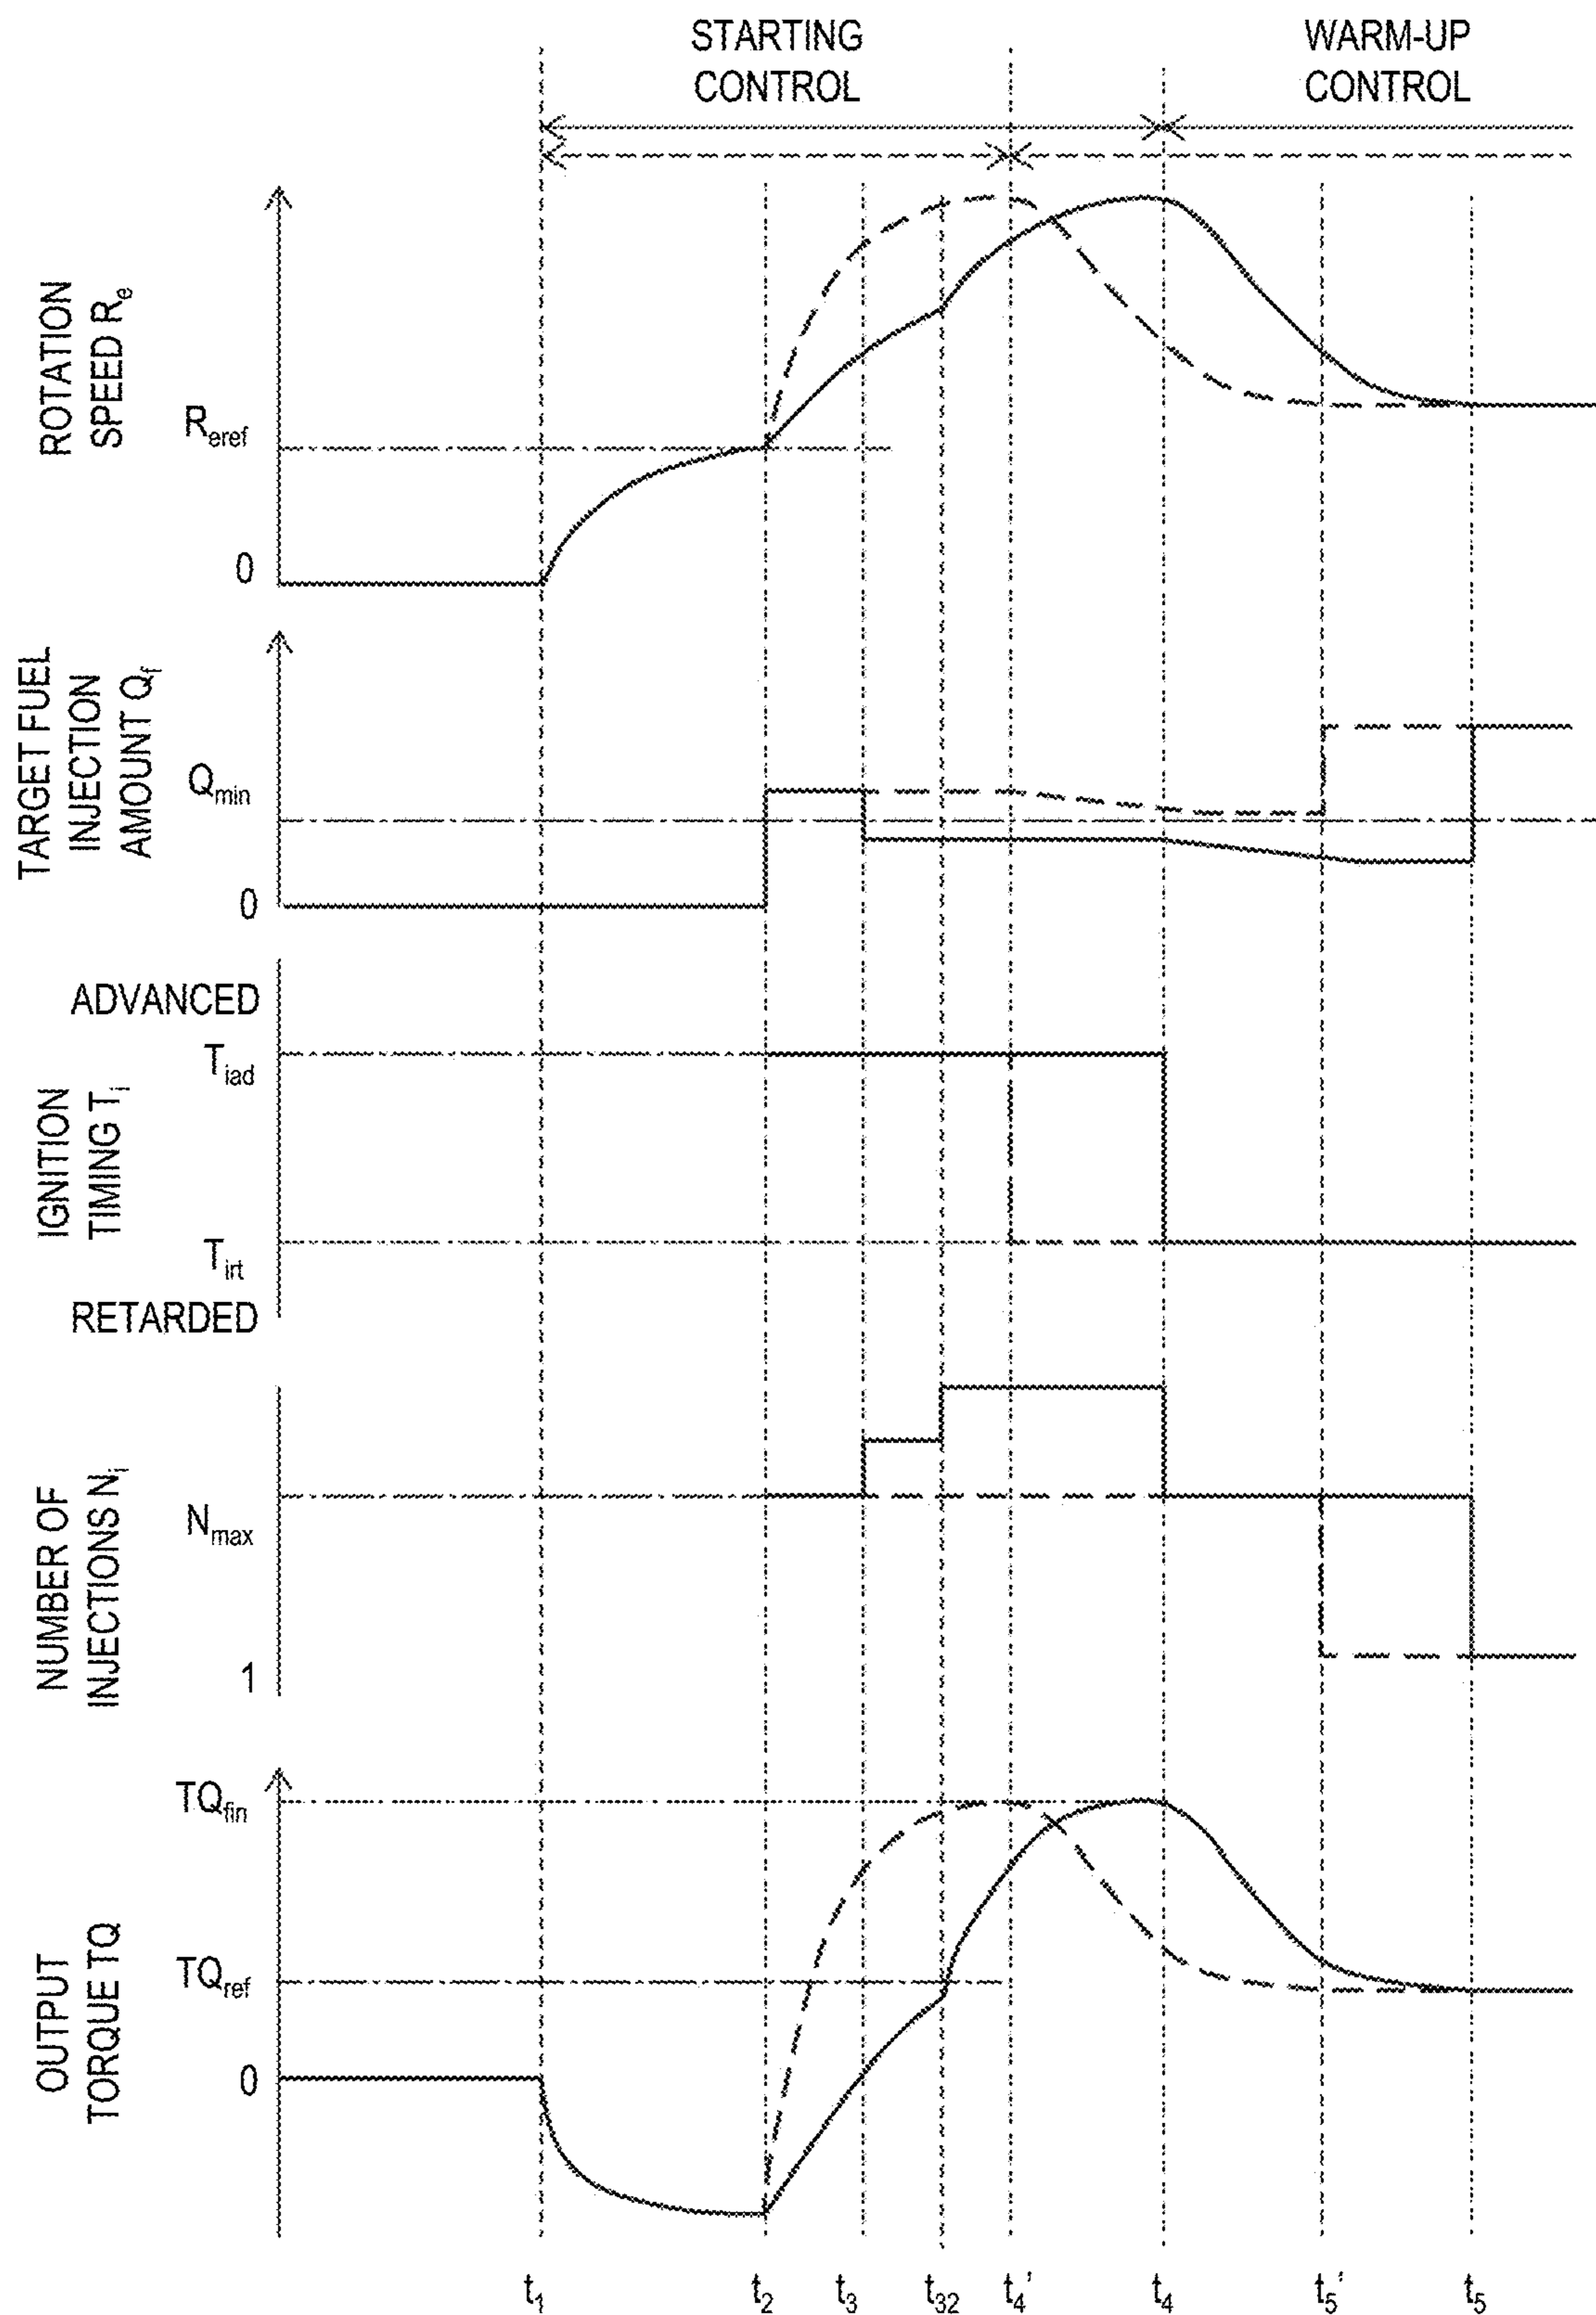 STARTING
CONTROL
WARM-UP
CONTROL
ROTATION
SPEED Re
Reref
0
TARGET FUEL
INJECTION
AMOUNT Qf
Qmin
0
ADVANCED
IGNITION
TIMING Ti
Tiad
Tirt
RETARDED
NUMBER OF
INJECTIONS Ni
Nmax
1
OUTPUT
TORQUE TQ
TQfin
TQref
0
t1 t2 t3 t32 t4' t4 t5' t5